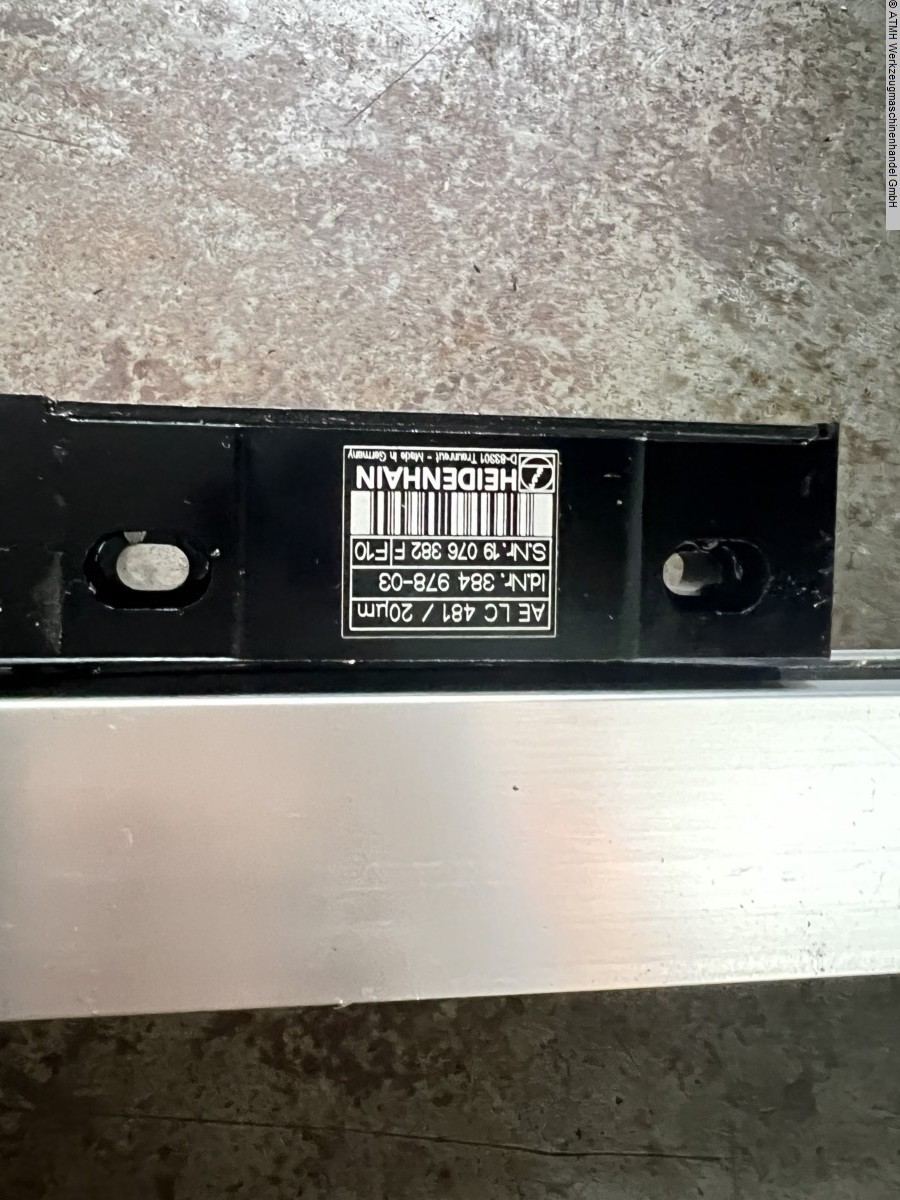 AE LC 481 / 20µm
Id.Nr. 384 978-03
S.Nr. 19 076 382 F F10
HEIDENHAIN
D-83301 Traunreut - Made in Germany
© ATMH Werkzeugmaschinenhandel GmbH